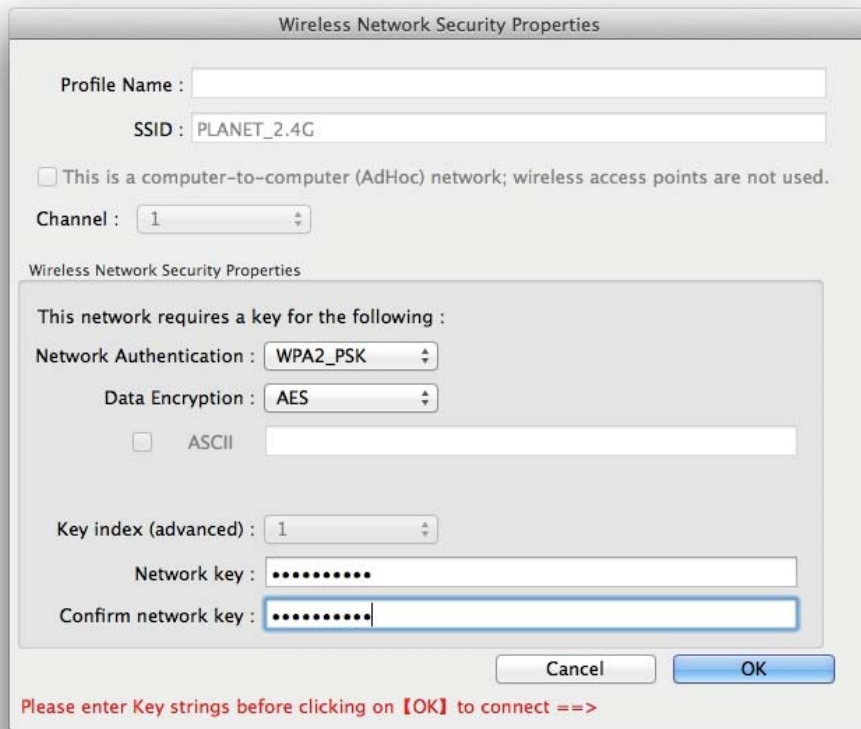 Wireless Network Security Properties
Profile Name :
SSID : PLANET_2.4G
This is a computer-to-computer (AdHoc) network; wireless access points are not used.
Channel : 1
Wireless Network Security Properties
This network requires a key for the following :
Network Authentication : WPA2_PSK
Data Encryption : AES
ASCII
Key index (advanced) : 1
Network key : ••••••••••
Confirm network key : ••••••••••
Cancel OK
Please enter Key strings before clicking on【OK】to connect ==>